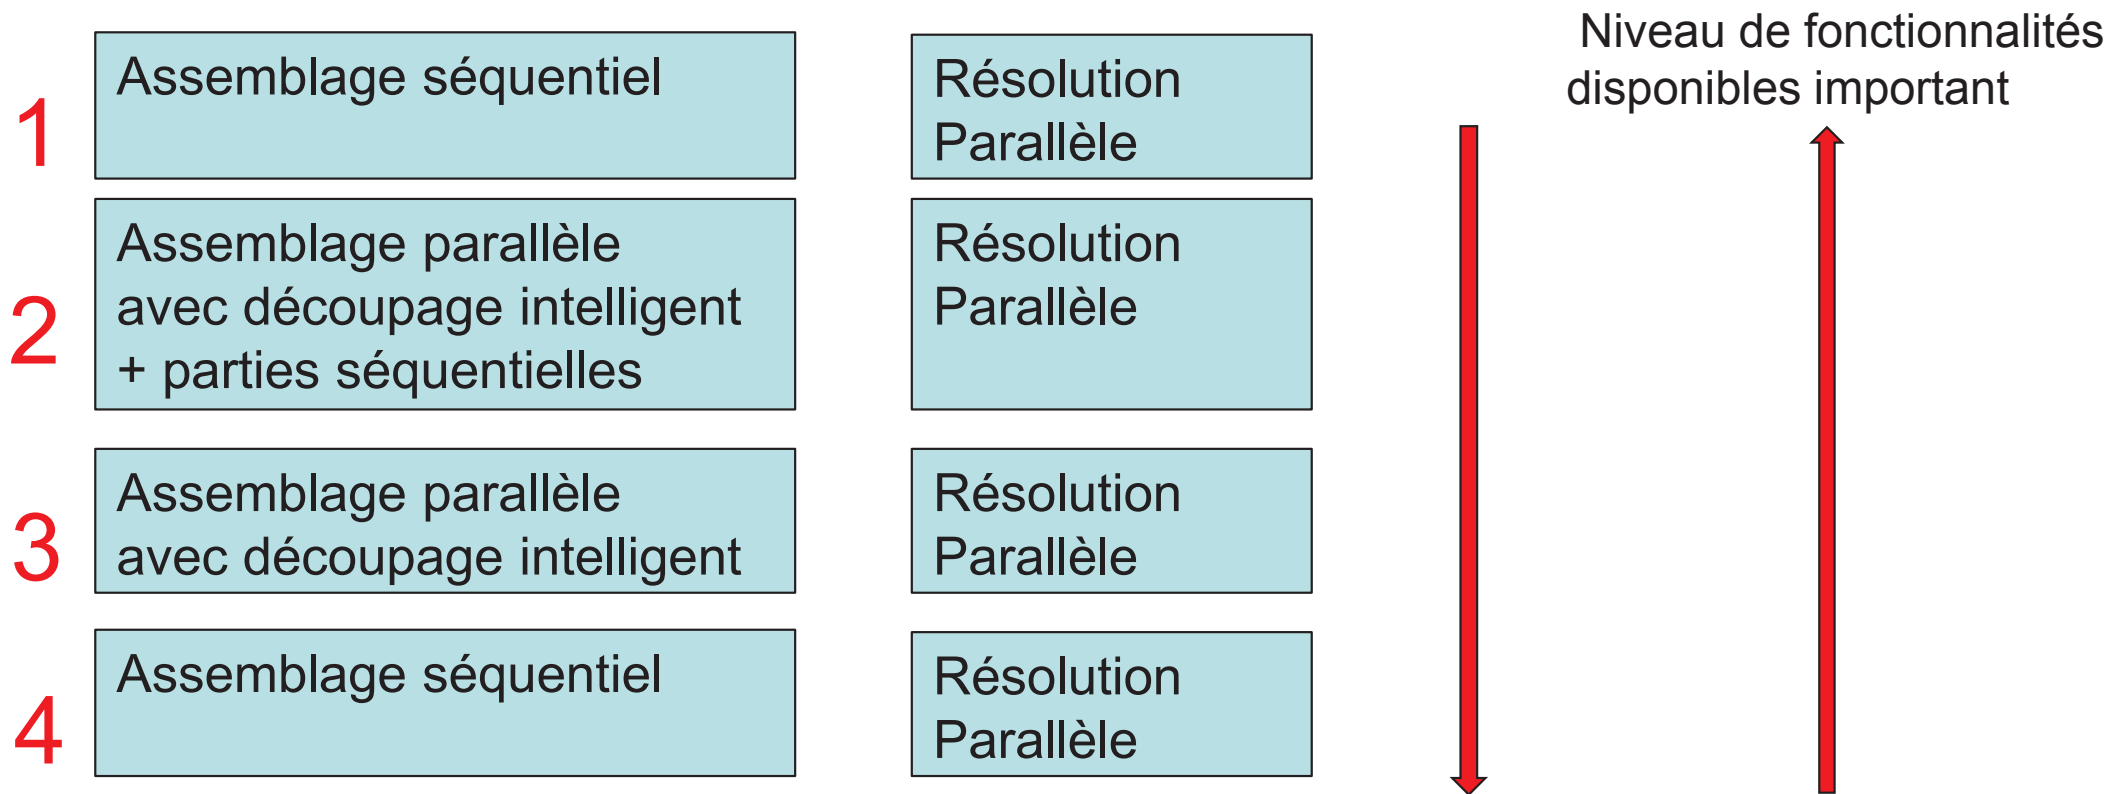 Niveau de fonctionnalités
disponibles important
1
Assemblage séquentiel
Résolution
Parallèle
2
Assemblage parallèle
avec découpage intelligent
+ parties séquentielles
Résolution
Parallèle
3
Assemblage parallèle
avec découpage intelligent
Résolution
Parallèle
4
Assemblage séquentiel
Résolution
Parallèle